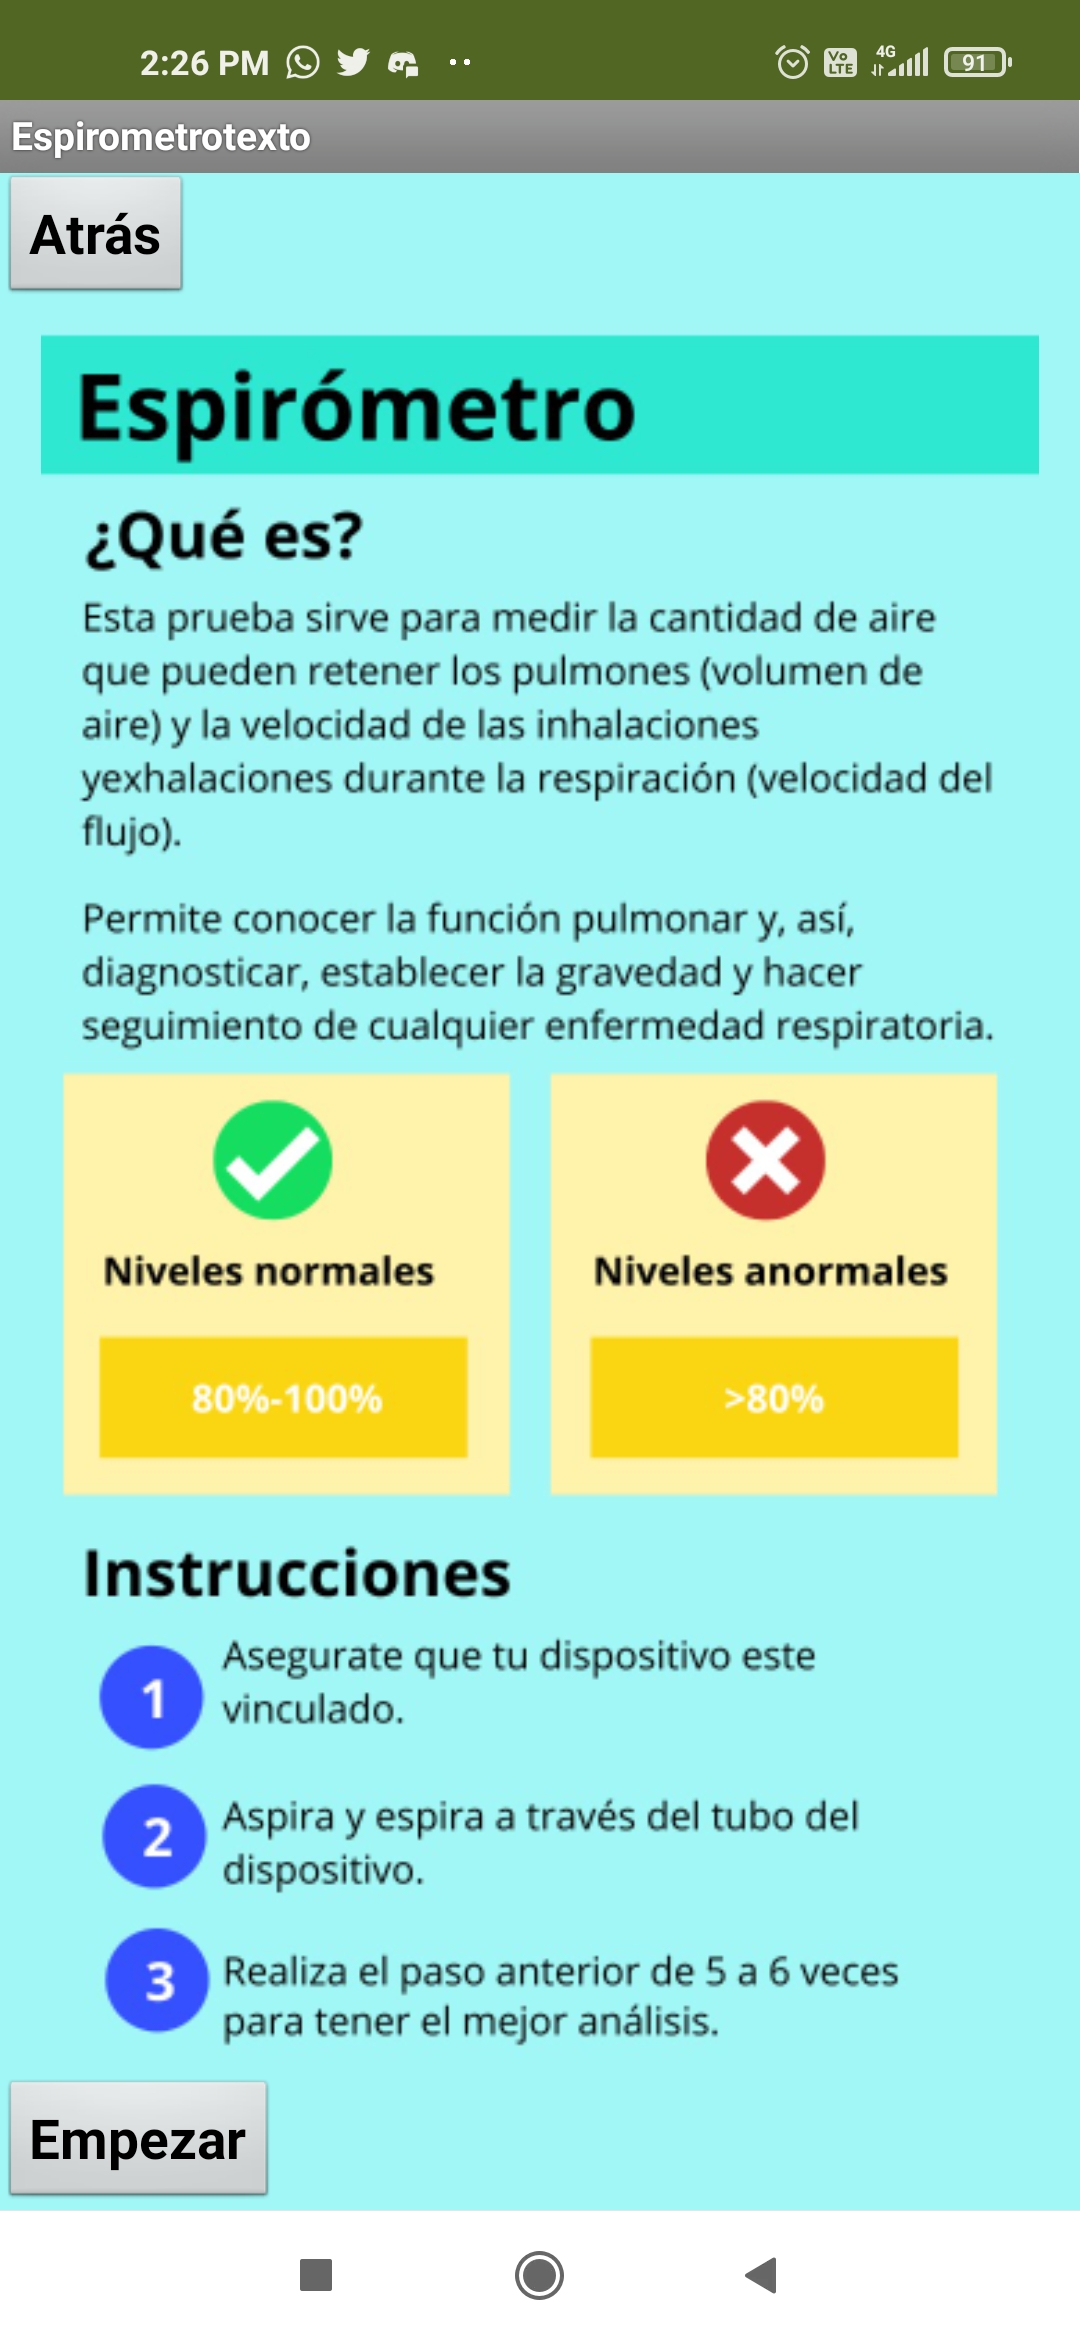 2:26 PM
Vo LTE
4G
91
Espirometrotexto
Atrás
Espirómetro
¿Qué es?
Esta prueba sirve para medir la cantidad de aire
que pueden retener los pulmones (volumen de
aire) y la velocidad de las inhalaciones
yexhalaciones durante la respiración (velocidad del
flujo).
Permite conocer la función pulmonar y, así,
diagnosticar, establecer la gravedad y hacer
seguimiento de cualquier enfermedad respiratoria.
Niveles normales
80%-100%
Niveles anormales
>80%
Instrucciones
1
Asegurate que tu dispositivo este
vinculado.
2
Aspira y espira a través del tubo del
dispositivo.
3
Realiza el paso anterior de 5 a 6 veces
para tener el mejor análisis.
Empezar